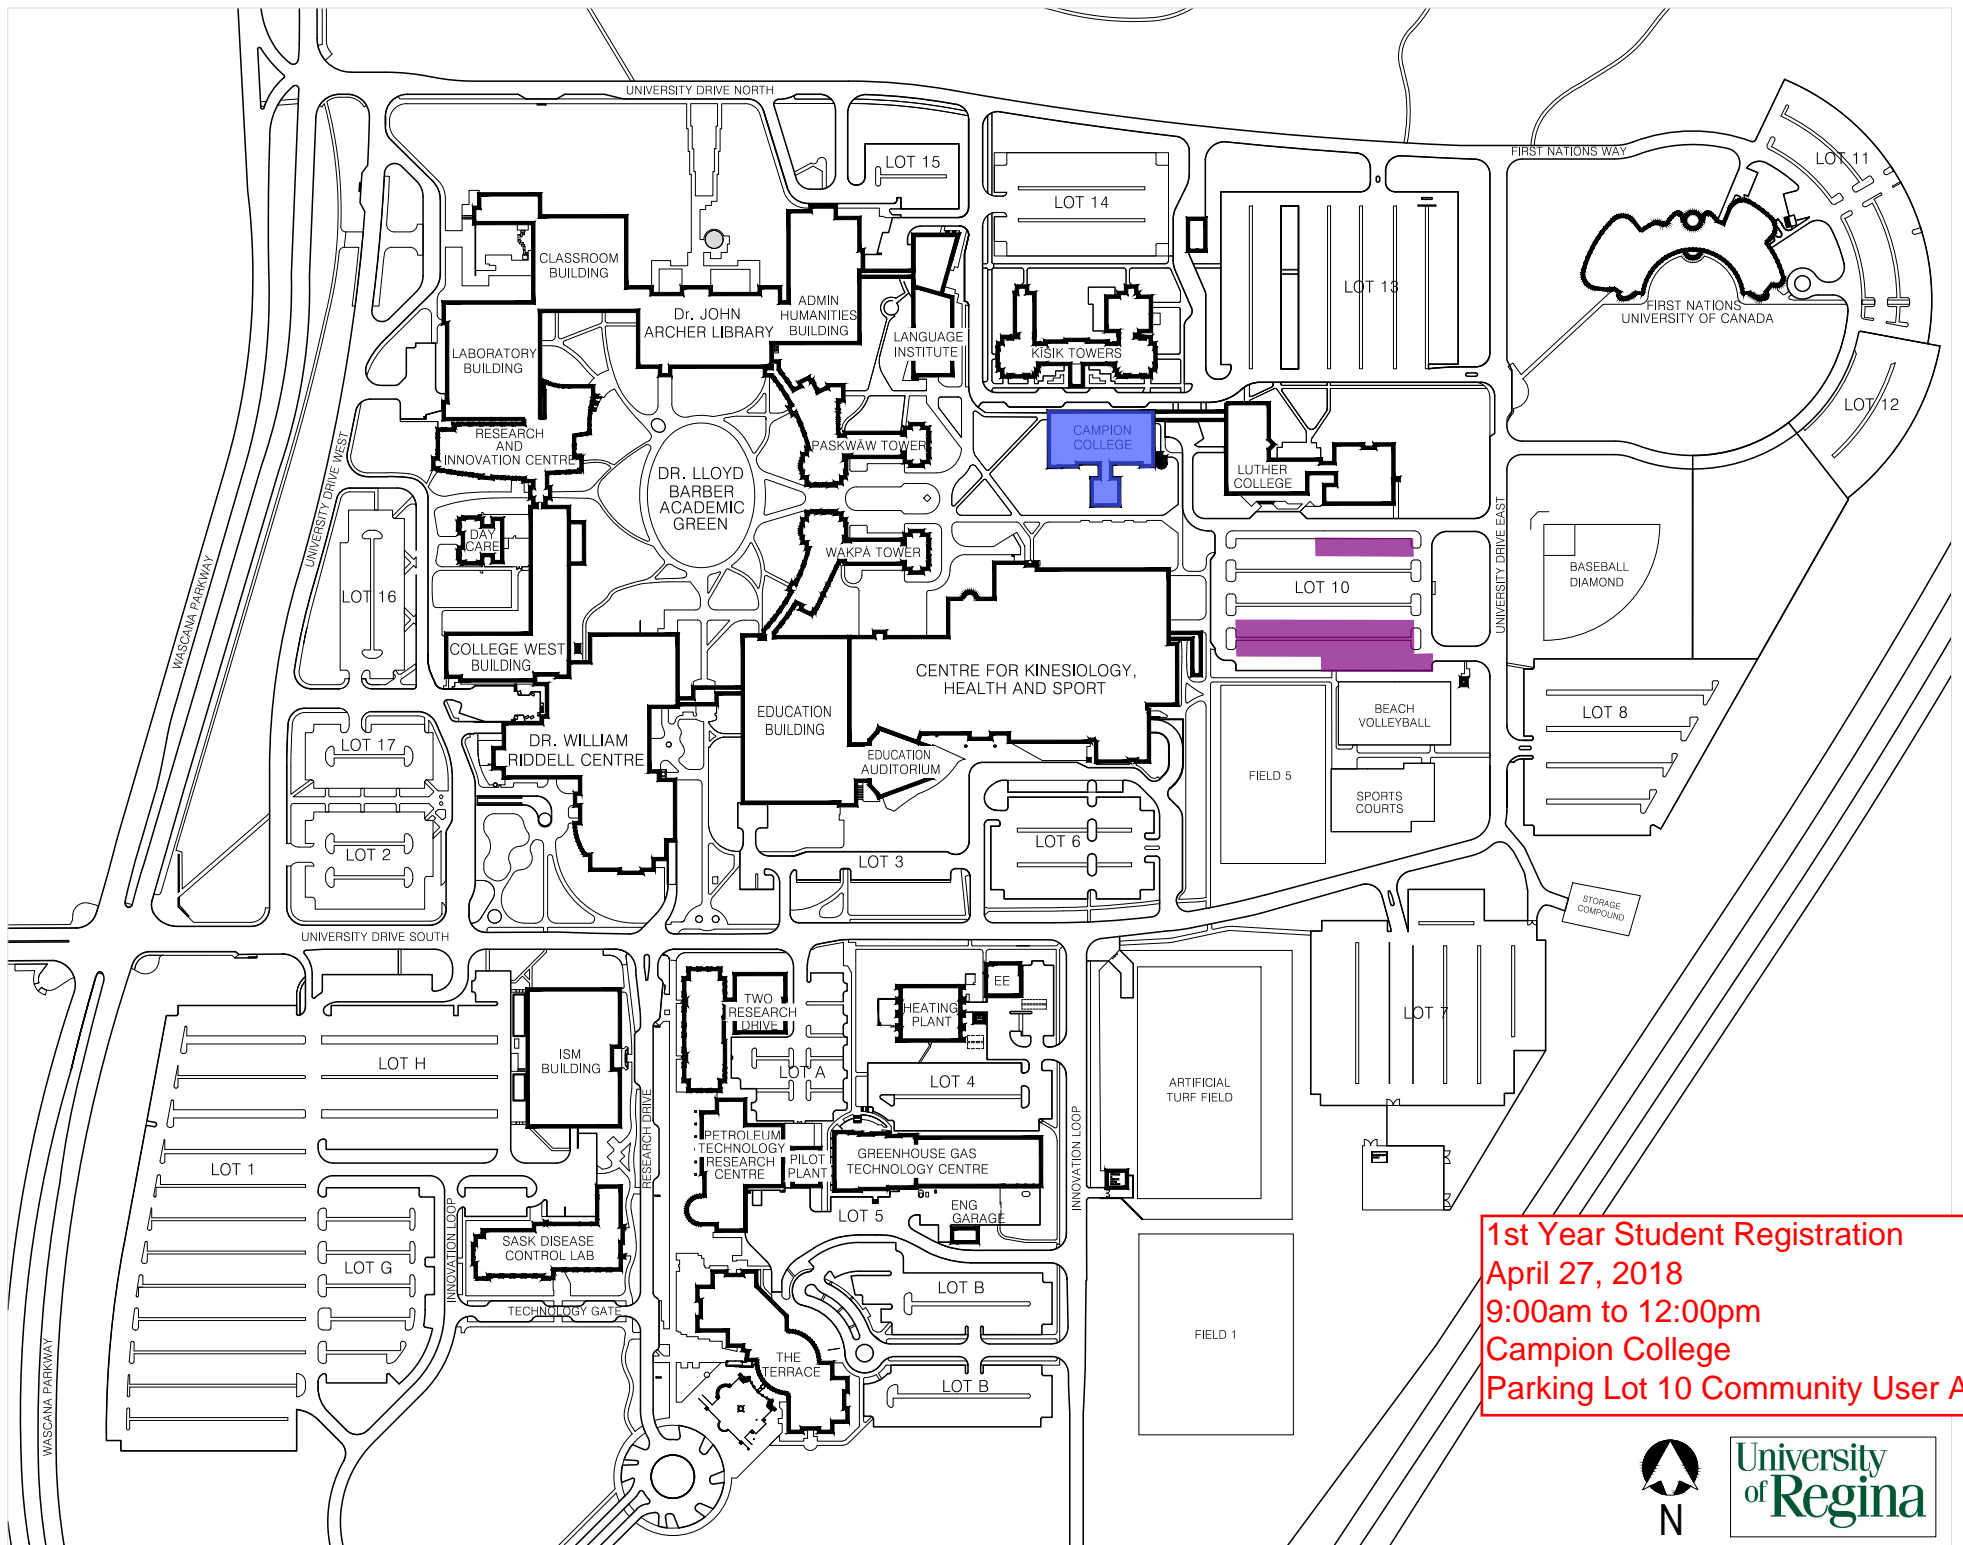 UNIVERSITY DRIVE NORTH
FIRST NATIONS WAY
LOT 11
LOT 15
LOT 14
CLASSROOM
BUILDING
LOT 13
ADMIN
HUMANITIES
BUILDING
Dr. JOHN
ARCHER LIBRARY
FIRST NATIONS
UNIVERSITY OF CANADA
LANGUAGE
INSTITUTE
KĪSIK TOWERS
LABORATORY
BUILDING
LOT 12
CAMPION
COLLEGE
RESEARCH
AND
INNOVATION CENTRE
PASKWĀW TOWER
LUTHER
COLLEGE
DR. LLOYD
BARBER
ACADEMIC
GREEN
UNIVERSITY DRIVE WEST
UNIVERSITY DRIVE EAST
DAY
CARE
WAKPĀ TOWER
BASEBALL
DIAMOND
LOT 10
LOT 16
WASCANA PARKWAY
COLLEGE WEST
BUILDING
CENTRE FOR KINESIOLOGY,
HEALTH AND SPORT
EDUCATION
BUILDING
BEACH
VOLLEYBALL
LOT 8
LOT 17
DR. WILLIAM
RIDDELL CENTRE
EDUCATION
AUDITORIUM
FIELD 5
SPORTS
COURTS
LOT 2
LOT 3
LOT 6
STORAGE
COMPOUND
UNIVERSITY DRIVE SOUTH
TWO
RESEARCH
DRIVE
EE
HEATING
PLANT
LOT 7
LOT H
ISM
BUILDING
LOT A
LOT 4
ARTIFICIAL
TURF FIELD
RESEARCH DRIVE
INNOVATION LOOP
PETROLEUM
TECHNOLOGY
RESEARCH
CENTRE
PILOT
PLANT
GREENHOUSE GAS
TECHNOLOGY CENTRE
LOT 1
LOT 5
ENG
GARAGE
INNOVATION LOOP
SASK DISEASE
CONTROL LAB
LOT G
TECHNOLOGY GATE
LOT B
FIELD 1
THE
TERRACE
LOT B
WASCANA PARKWAY
1st Year Student Registration
April 27, 2018
9:00am to 12:00pm
Campion College
Parking Lot 10 Community User A
N
University
of Regina